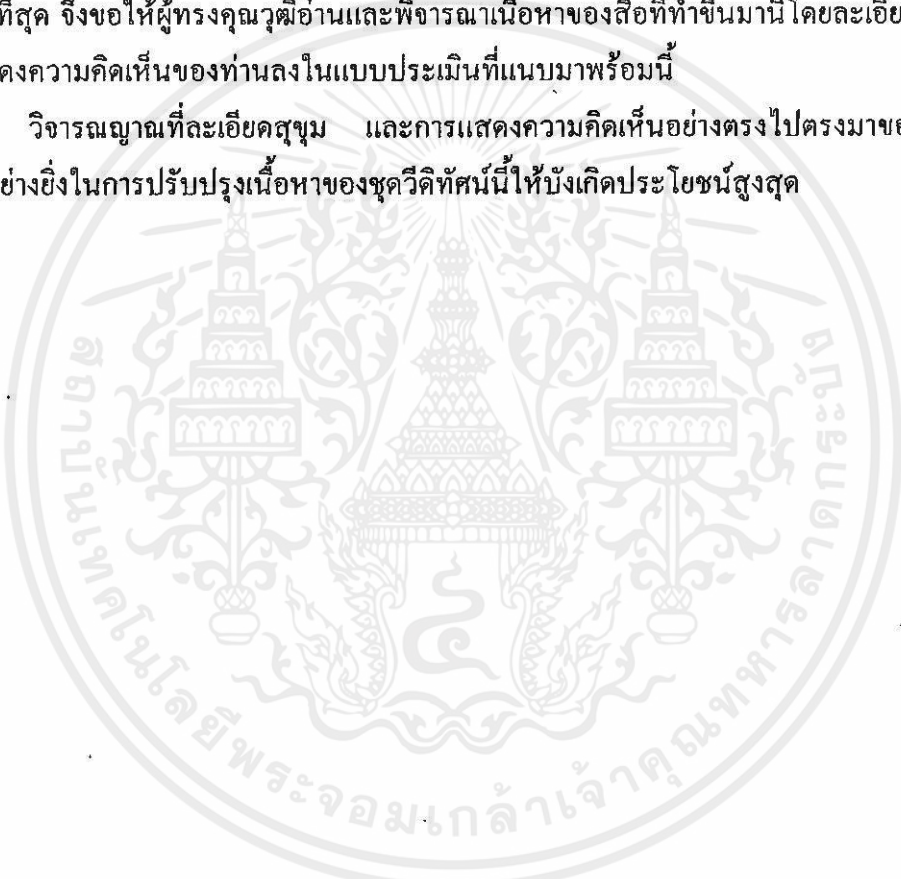 ที่สุด จึงขอให้ผู้ทรงคุณวุฒิอ่านและพิจารณาเนื้อหาของสื่อที่ทำขึ้นมานี้โดยละเอีย
ดงความคิดเห็นของท่านลงในแบบประเมินที่แนบมาพร้อมนี้
วิจารณญาณที่ละเอียดสุขุม และการแสดงความคิดเห็นอย่างตรงไปตรงมาขอ
ย่างยิ่งในการปรับปรุงเนื้อหาของชุดวีดิทัศน์นี้ให้บังเกิดประโยชน์สูงสุด
สถาบันเทคโนโลยีพระจอมเกล้าเจ้าคุณทหารลาดกระบัง
๔